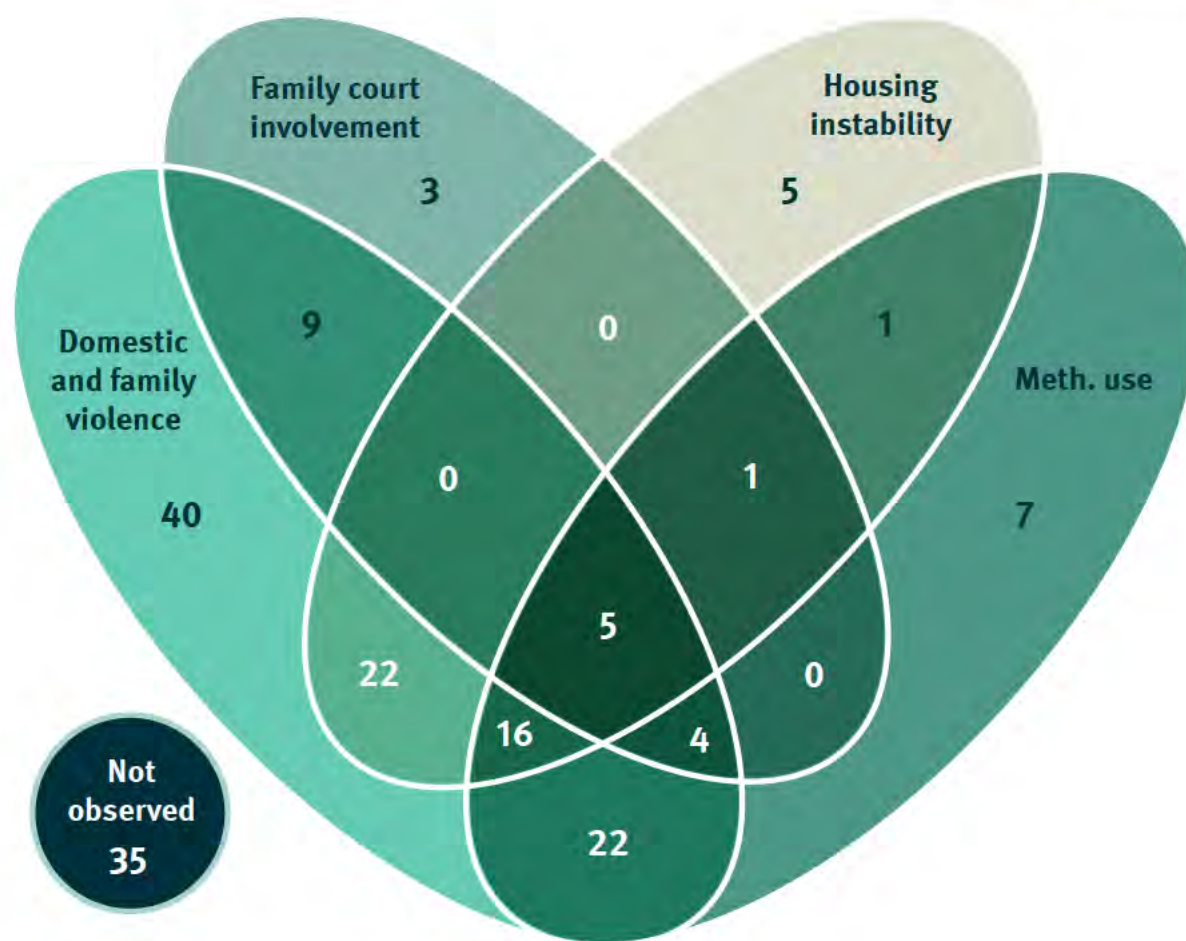 Family court
involvement
3
Housing
instability
5
9
0
1
Domestic
and family
violence
40
Meth. use
7
0
1
5
22
0
16
4
Not
observed
35
22